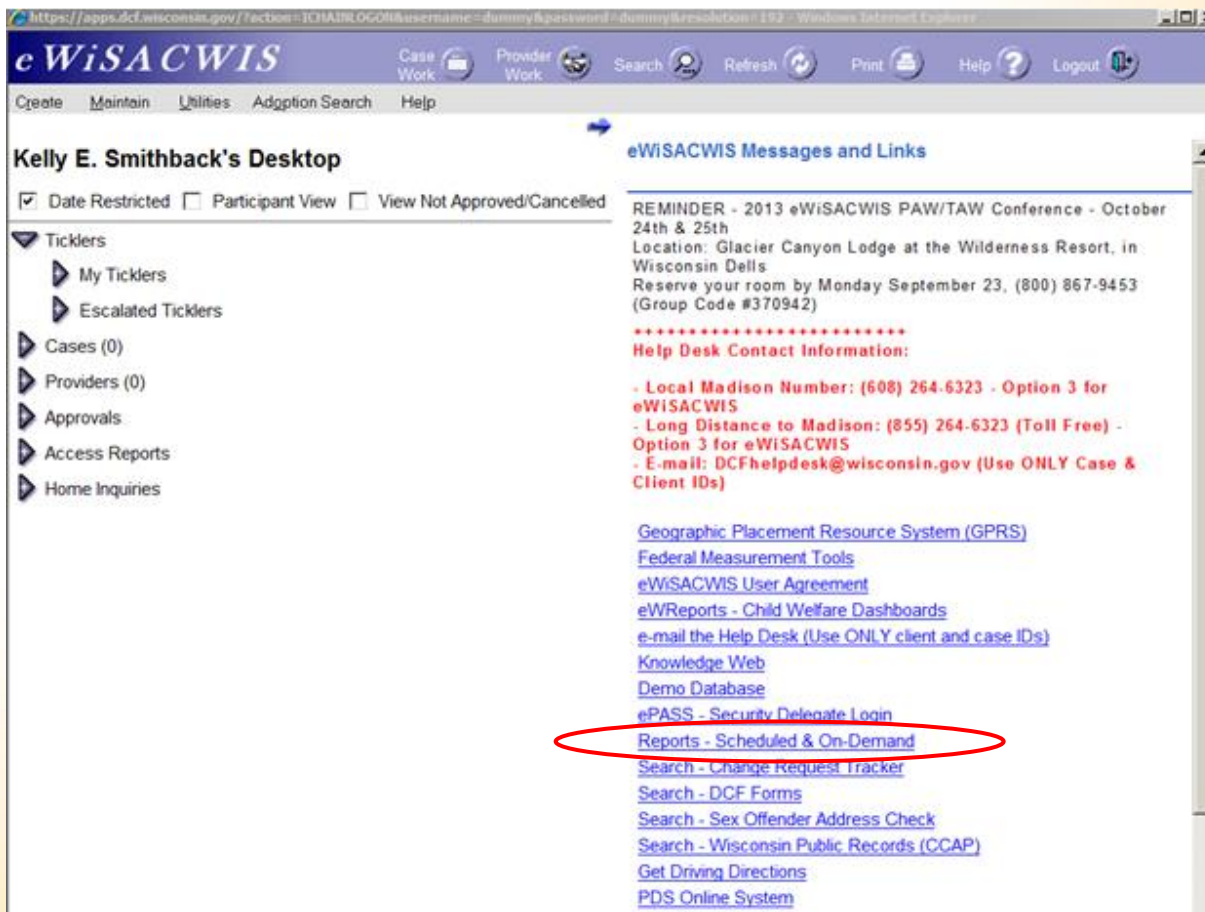 https://apps.dcf.wisconsin.gov/?action=ICHAINLOGON&username=dummy&password=dummy&resolution=192 - Windows Internet Explorer
eWiSACWIS
Case Work
Provider Work
Search
Refresh
Print
Help
Logout
Create Maintain Utilities Adoption Search Help
Kelly E. Smithback's Desktop
Date Restricted Participant View View Not Approved/Cancelled
Ticklers
My Ticklers
Escalated Ticklers
Cases (0)
Providers (0)
Approvals
Access Reports
Home Inquiries
eWiSACWIS Messages and Links
REMINDER - 2013 eWiSACWIS PAW/TAW Conference - October
24th & 25th
Location: Glacier Canyon Lodge at the Wilderness Resort, in
Wisconsin Dells
Reserve your room by Monday September 23, (800) 867-9453
(Group Code #370942)
+++++++++++++++++++++++++
Help Desk Contact Information:
- Local Madison Number: (608) 264-6323 - Option 3 for
eWiSACWIS
- Long Distance to Madison: (855) 264-6323 (Toll Free) -
Option 3 for eWiSACWIS
- E-mail: DCFhelpdesk@wisconsin.gov (Use ONLY Case &
Client IDs)
Geographic Placement Resource System (GPRS)
Federal Measurement Tools
eWiSACWIS User Agreement
eWReports - Child Welfare Dashboards
e-mail the Help Desk (Use ONLY client and case IDs)
Knowledge Web
Demo Database
ePASS - Security Delegate Login
Reports - Scheduled & On-Demand
Search - Change Request Tracker
Search - DCF Forms
Search - Sex Offender Address Check
Search - Wisconsin Public Records (CCAP)
Get Driving Directions
PDS Online System